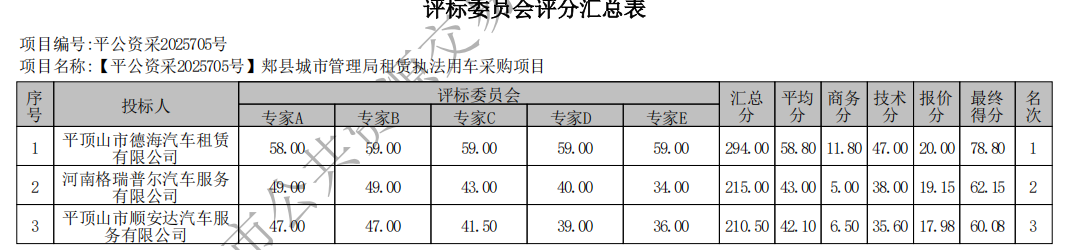 评标委员会评分汇总表
项目编号:平公资采2025705号
项目名称:【平公资采2025705号】郏县城市管理局租赁执法用车采购项目
序号 投标人 评标委员会 汇总分 平均分 商务分 技术分 报价分 最终得分 名次
专家A 专家B 专家C 专家D 专家E
1 平顶山市德海汽车租赁有限公司 58.00 59.00 59.00 59.00 59.00 294.00 58.80 11.80 47.00 20.00 78.80 1
2 河南格瑞普尔汽车服务有限公司 49.00 49.00 43.00 40.00 34.00 215.00 43.00 5.00 38.00 19.15 62.15 2
3 平顶山市顺安达汽车服务有限公司 47.00 47.00 41.50 39.00 36.00 210.50 42.10 6.50 35.60 17.98 60.08 3
市公共资源交易